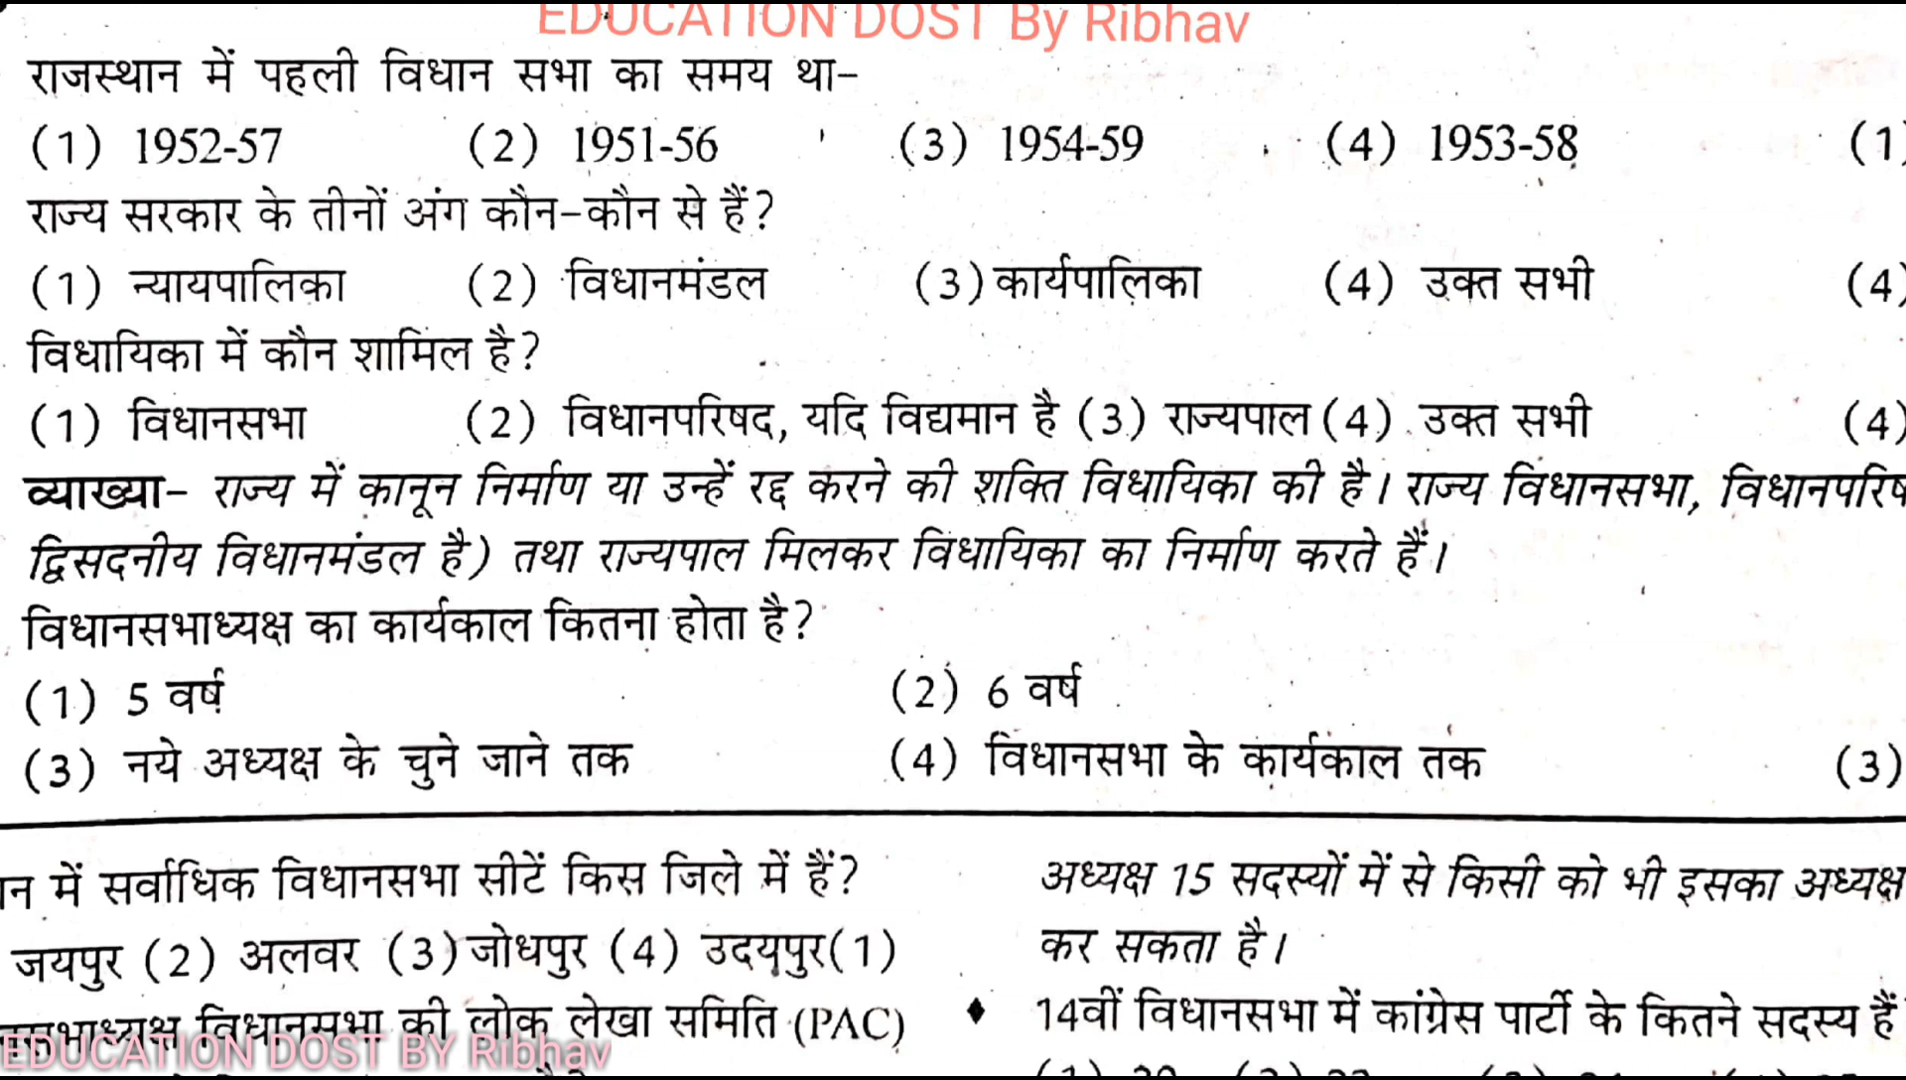 EDUCATION DOST By Ribhav
राजस्थान में पहली विधान सभा का समय था-
(1) 1952-57 (2) 1951-56 (3) 1954-59 (4) 1953-58 (1)
राज्य सरकार के तीनों अंग कौन-कौन से हैं?
(1) न्यायपालिका (2) विधानमंडल (3) कार्यपालिका (4) उक्त सभी (4)
विधायिका में कौन शामिल है?
(1) विधानसभा (2) विधानपरिषद, यदि विद्यमान है (3) राज्यपाल (4) उक्त सभी (4)
व्याख्या- राज्य में कानून निर्माण या उन्हें रद्द करने की शक्ति विधायिका की है। राज्य विधानसभा, विधानपरिष
द्विसदनीय विधानमंडल है) तथा राज्यपाल मिलकर विधायिका का निर्माण करते हैं।
विधानसभाध्यक्ष का कार्यकाल कितना होता है?
(1) 5 वर्ष (2) 6 वर्ष
(3) नये अध्यक्ष के चुने जाने तक (4) विधानसभा के कार्यकाल तक (3)
में सर्वाधिक विधानसभा सीटें किस जिले में हैं?
जयपुर (2) अलवर (3) जोधपुर (4) उदयपुर (1)
विधानसभा की लोक लेखा समिति (PAC)
अध्यक्ष 15 सदस्यों में से किसी को भी इसका अध्यक्ष
कर सकता है।
♦ 14वीं विधानसभा में कांग्रेस पार्टी के कितने सदस्य हैं
EDUCATION DOST BY Ribhav